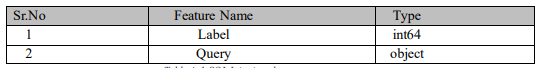 Sr.No Feature Name Type
1 Label int64
2 Query object